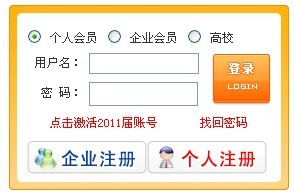 个人会员 企业会员 高校
用户名：
登录
LOGIN
密 码：
点击激活2011届账号 找回密码
企业注册 个人注册